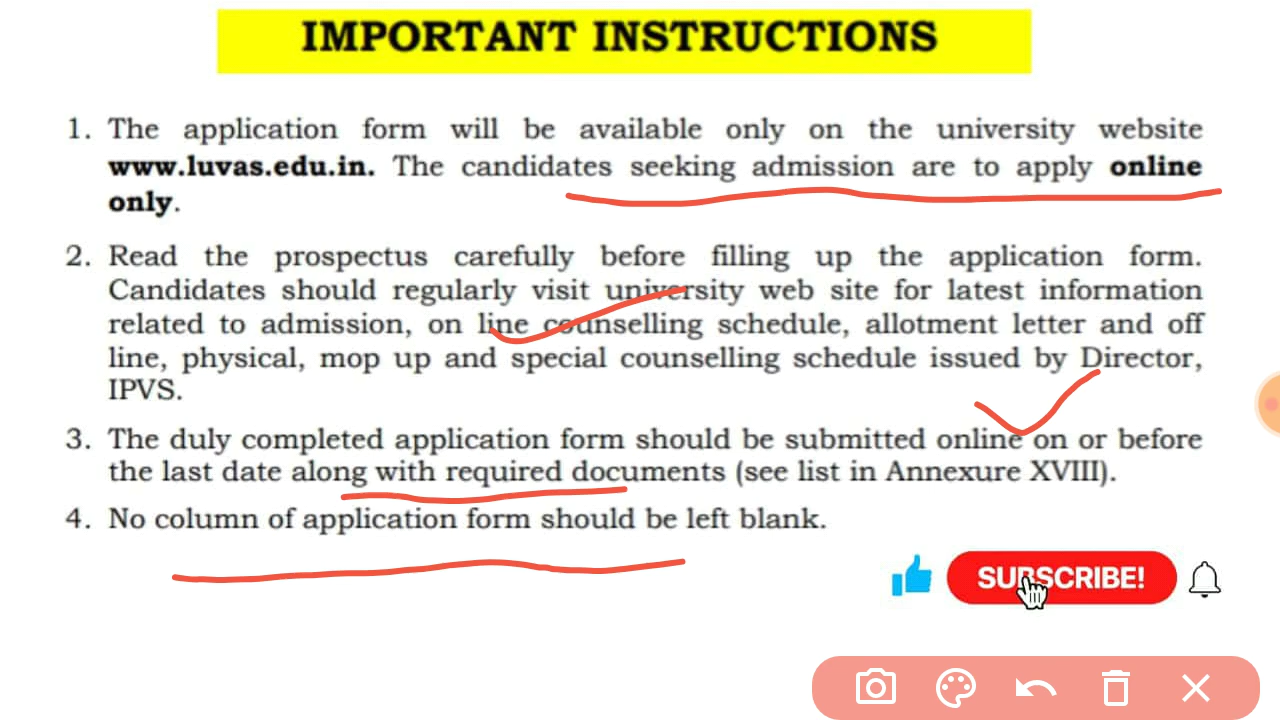 IMPORTANT INSTRUCTIONS
1. The application form will be available only on the university website
www.luvas.edu.in. The candidates seeking admission are to apply online
only.
2. Read the prospectus carefully before filling up the application form.
Candidates should regularly visit university web site for latest information
related to admission, on line counselling schedule, allotment letter and off
line, physical, mop up and special counselling schedule issued by Director,
IPVS.
3. The duly completed application form should be submitted online on or before
the last date along with required documents (see list in Annexure XVIII).
4. No column of application form should be left blank.
SUBSCRIBE!